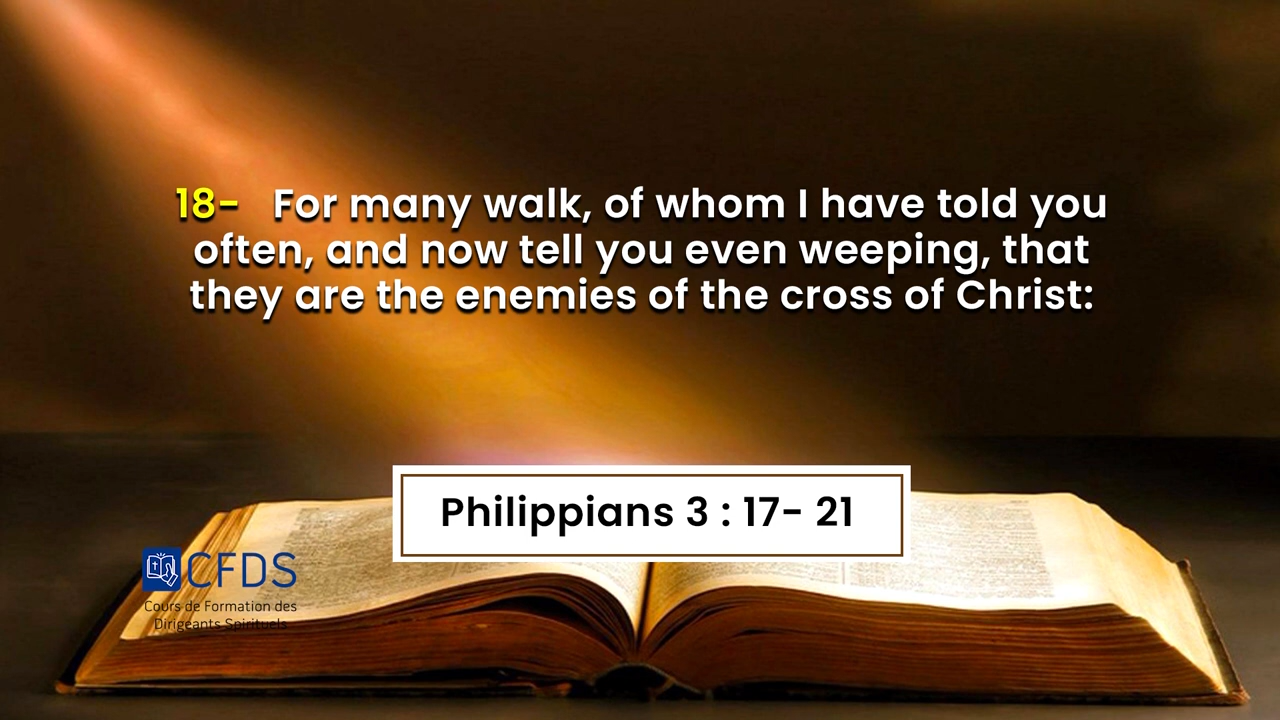 18- For many walk, of whom I have told you
often, and now tell you even weeping, that
they are the enemies of the cross of Christ:
Philippians 3 : 17- 21
CFDS
Cours de Formation des
Dirigeants Spirituels